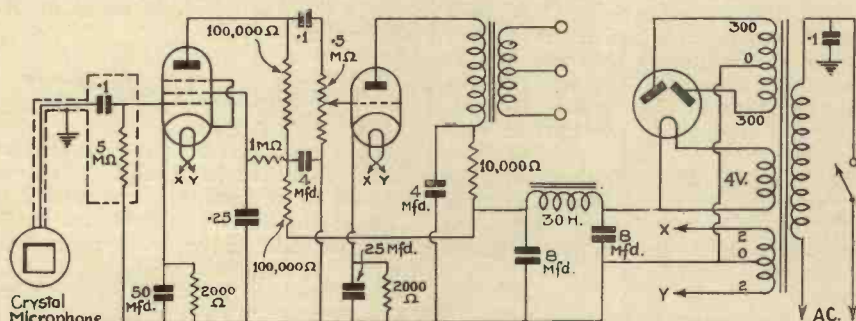 .1
5
MΩ
Crystal
Microphone
50
Mfd.
2000
Ω
X Y
.25
100,000Ω
.1
.5
MΩ
1MΩ
4
Mfd.
100,000Ω
X Y
25 Mfd.
2000
Ω
4
Mfd.
10,000Ω
30 H.
8
Mfd.
8
Mfd.
300
0
300
4V.
X
2
0
Y
2
.1
AC.